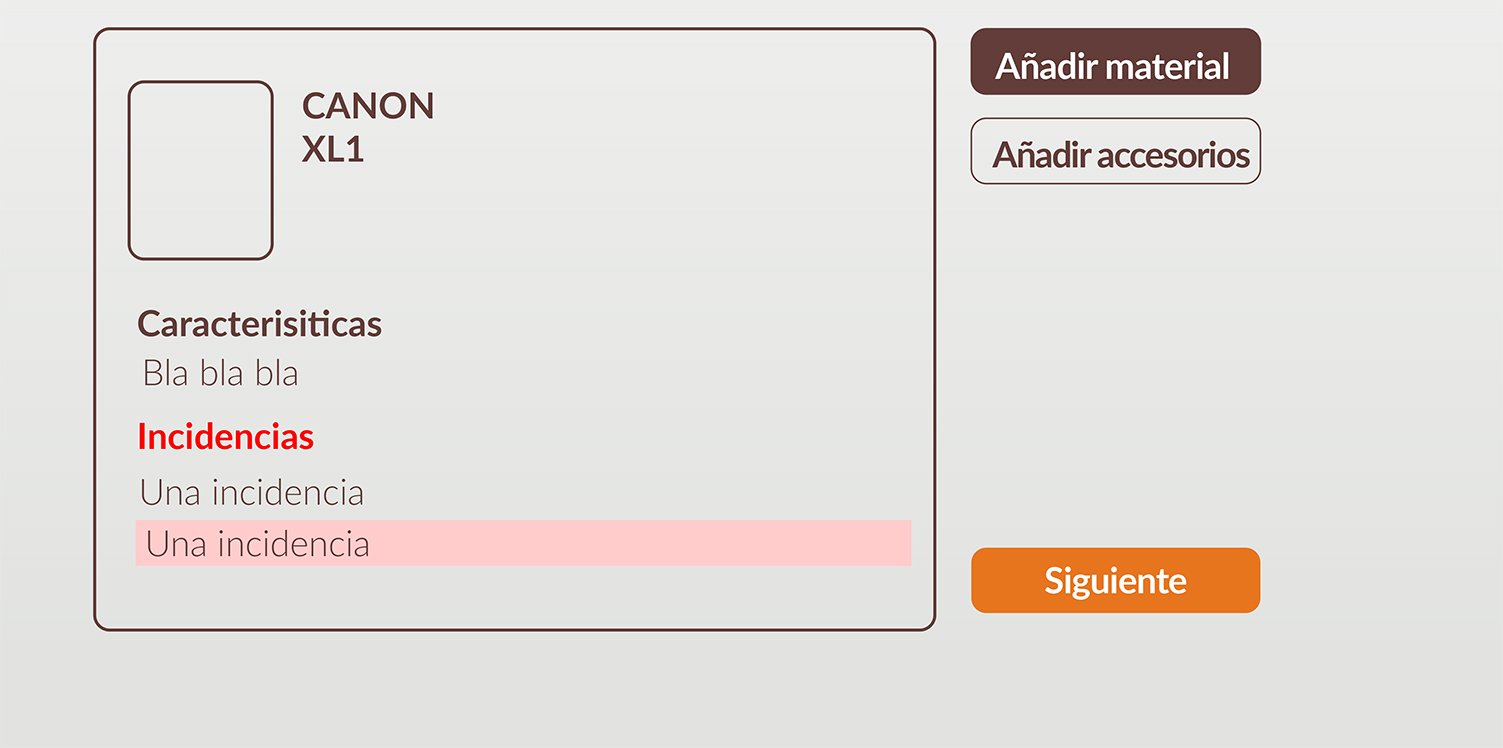 CANON
XL1
Caracterisiticas
Bla bla bla
Incidencias
Una incidencia
Una incidencia
Añadir material
Añadir accesorios
Siguiente